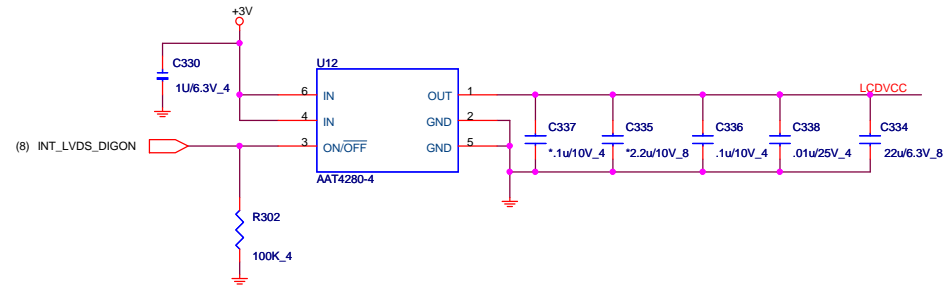 +3V
C330
1U/6.3V_4
U12
6 IN OUT 1
4 IN GND 2
3 ON/OFF GND 5
AAT4280-4
(8) INT_LVDS_DIGON
R302
100K_4
LCDVCC
C337
*.1u/10V_4
C335
*2.2u/10V_8
C336
.1u/10V_4
C338
.01u/25V_4
C334
22u/6.3V_8